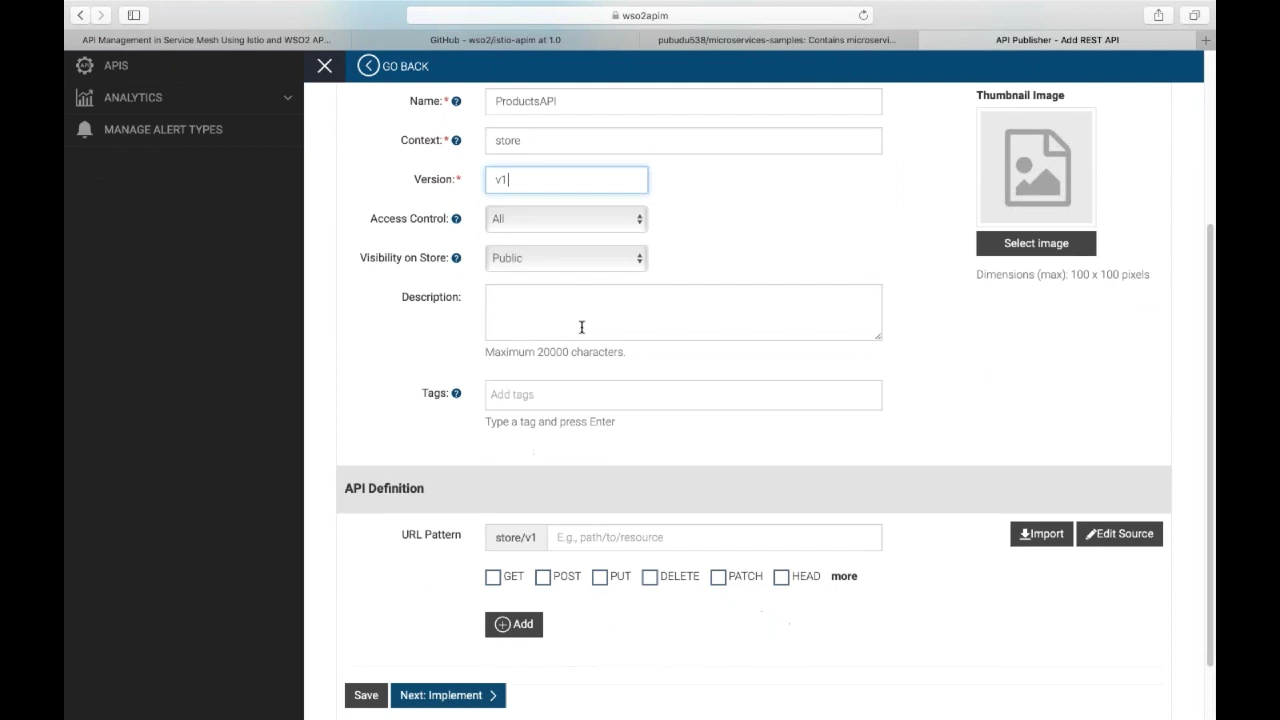 wso2apim
API Management in Service Mesh Using Istio and WSO2 AP...
GitHub - wso2/istio-apim at 1.0
pubudu538/microservices-samples: Contains microservi...
API Publisher - Add REST API
APIS
ANALYTICS
MANAGE ALERT TYPES
GO BACK
Name:* ProductsAPI
Context:* store
Version:* v1
Access Control: All
Visibility on Store: Public
Description:
Maximum 20000 characters.
Tags: Add tags
Type a tag and press Enter
Thumbnail Image
Select image
Dimensions (max): 100 x 100 pixels
API Definition
URL Pattern store/v1 E.g., path/to/resource
Import Edit Source
GET POST PUT DELETE PATCH HEAD more
Add
Save Next: Implement